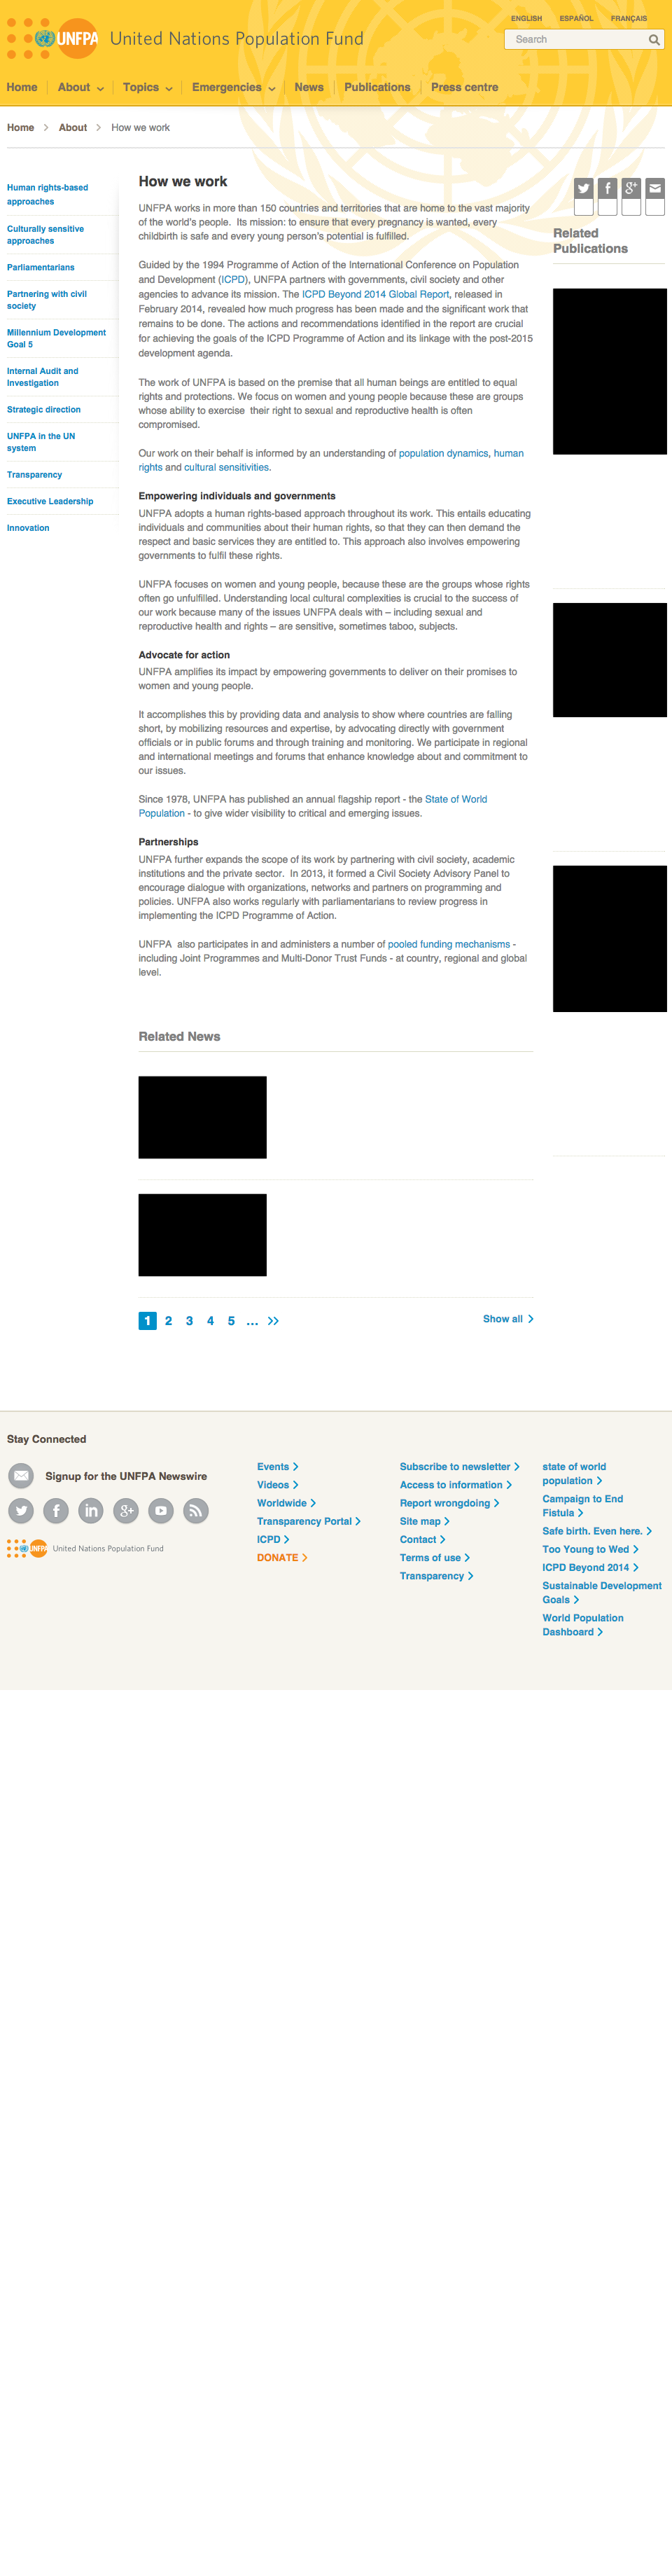 ENGLISH ESPAÑOL FRANÇAIS
UNFPA United Nations Population Fund
Search
Home About Topics Emergencies News Publications Press centre
Home > About > How we work
Human rights-based
approaches
Culturally sensitive
approaches
Parliamentarians
Partnering with civil
society
Millennium Development
Goal 5
Internal Audit and
Investigation
Strategic direction
UNFPA in the UN
system
Transparency
Executive Leadership
Innovation
How we work
UNFPA works in more than 150 countries and territories that are home to the vast majority
of the world's people. Its mission: to ensure that every pregnancy is wanted, every
childbirth is safe and every young person's potential is fulfilled.
Guided by the 1994 Programme of Action of the International Conference on Population
and Development (ICPD), UNFPA partners with governments, civil society and other
agencies to advance its mission. The ICPD Beyond 2014 Global Report, released in
February 2014, revealed how much progress has been made and the significant work that
remains to be done. The actions and recommendations identified in the report are crucial
for achieving the goals of the ICPD Programme of Action and its linkage with the post-2015
development agenda.
The work of UNFPA is based on the premise that all human beings are entitled to equal
rights and protections. We focus on women and young people because these are groups
whose ability to exercise their right to sexual and reproductive health is often
compromised.
Our work on their behalf is informed by an understanding of population dynamics, human
rights and cultural sensitivities.
Empowering individuals and governments
UNFPA adopts a human rights-based approach throughout its work. This entails educating
individuals and communities about their human rights, so that they can then demand the
respect and basic services they are entitled to. This approach also involves empowering
governments to fulfil these rights.
UNFPA focuses on women and young people, because these are the groups whose rights
often go unfulfilled. Understanding local cultural complexities is crucial to the success of
our work because many of the issues UNFPA deals with – including sexual and
reproductive health and rights – are sensitive, sometimes taboo, subjects.
Advocate for action
UNFPA amplifies its impact by empowering governments to deliver on their promises to
women and young people.
It accomplishes this by providing data and analysis to show where countries are falling
short, by mobilizing resources and expertise, by advocating directly with government
officials or in public forums and through training and monitoring. We participate in regional
and international meetings and forums that enhance knowledge about and commitment to
our issues.
Since 1978, UNFPA has published an annual flagship report - the State of World
Population - to give wider visibility to critical and emerging issues.
Partnerships
UNFPA further expands the scope of its work by partnering with civil society, academic
institutions and the private sector. In 2013, it formed a Civil Society Advisory Panel to
encourage dialogue with organizations, networks and partners on programming and
policies. UNFPA also works regularly with parliamentarians to review progress in
implementing the ICPD Programme of Action.
UNFPA also participates in and administers a number of pooled funding mechanisms -
including Joint Programmes and Multi-Donor Trust Funds - at country, regional and global
level.
Related
Publications
Related News
1 2 3 4 5 ... >>
Show all >
Stay Connected
Signup for the UNFPA Newswire
UNFPA United Nations Population Fund
Events >
Videos >
Worldwide >
Transparency Portal >
ICPD >
DONATE >
Subscribe to newsletter >
Access to information >
Report wrongdoing >
Site map >
Contact >
Terms of use >
Transparency >
state of world
population >
Campaign to End
Fistula >
Safe birth. Even here. >
Too Young to Wed >
ICPD Beyond 2014 >
Sustainable Development
Goals >
World Population
Dashboard >